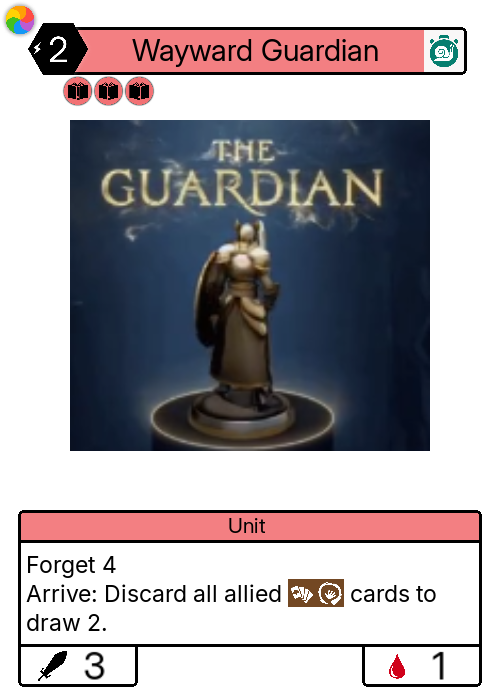 2 Wayward Guardian
THE
GUARDIAN
Unit
Forget 4
Arrive: Discard all allied cards to
draw 2.
3 1